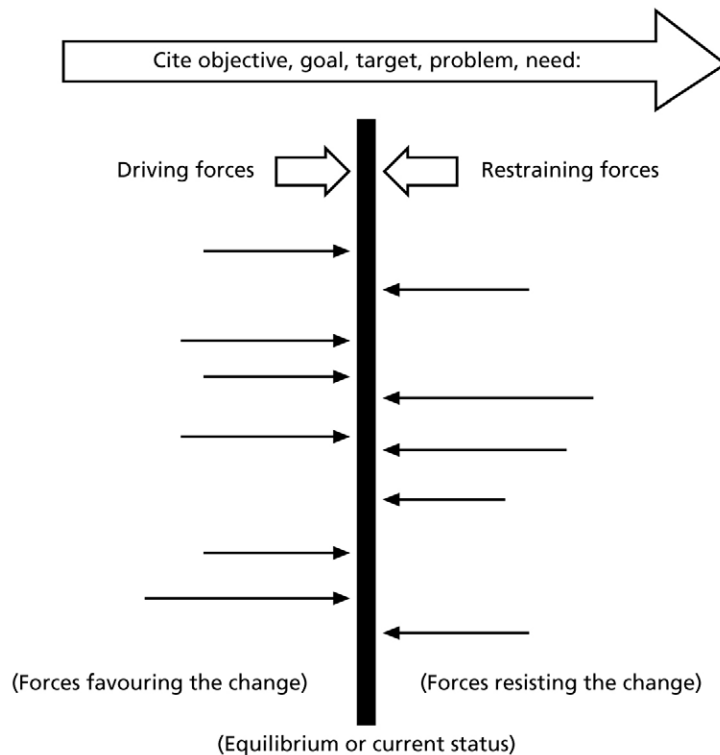 Cite objective, goal, target, problem, need:
Driving forces
Restraining forces
(Forces favouring the change)
(Forces resisting the change)
(Equilibrium or current status)